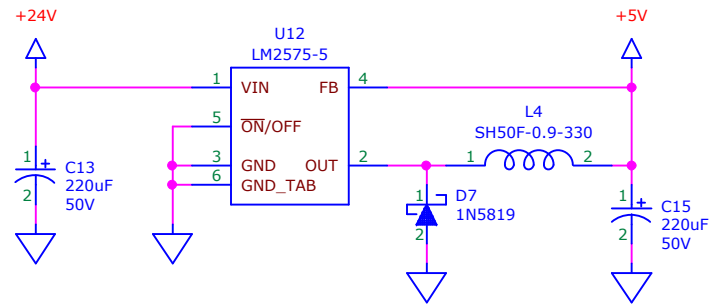 +24V
+5V
U12
LM2575-5
1
VIN
FB
4
5
ON/OFF
3
GND
OUT
2
6
GND_TAB
L4
SH50F-0.9-330
1
2
1
+
C13
220uF
50V
2
1
D7
1N5819
2
1
+
C15
220uF
50V
2